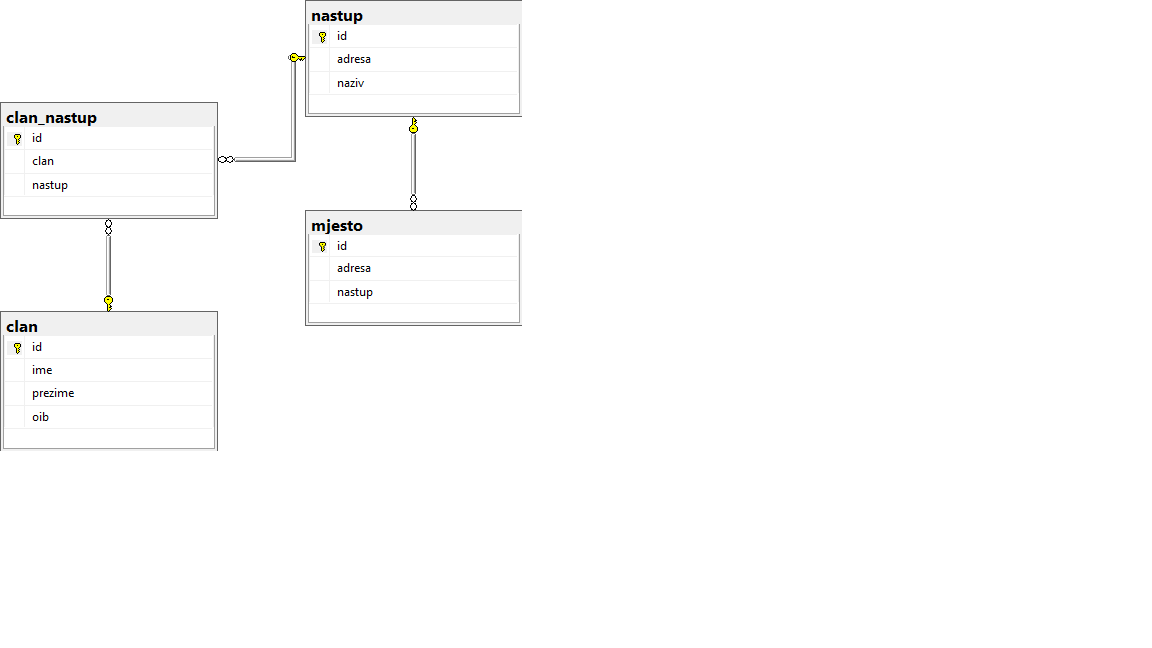 nastup
id
adresa
naziv
clan_nastup
id
clan
nastup
mjesto
id
adresa
nastup
clan
id
ime
prezime
oib